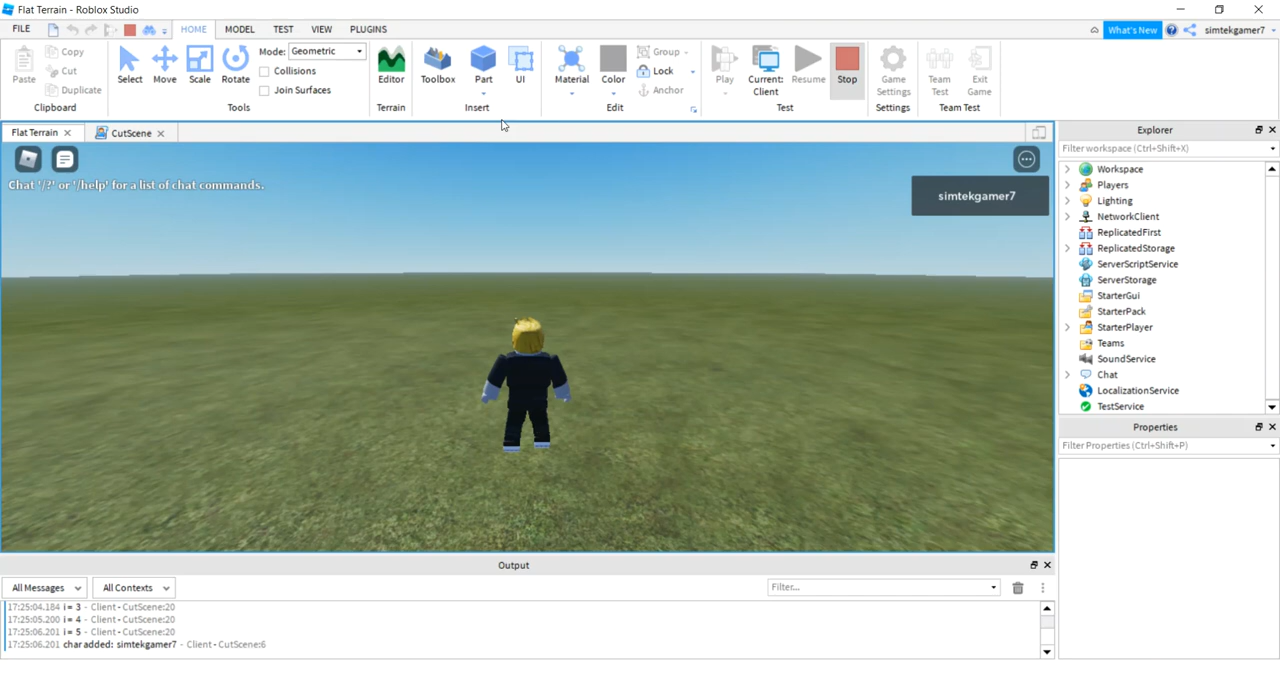 Flat Terrain - Roblox Studio
FILE HOME MODEL TEST VIEW PLUGINS What's New simtekgamer7
Paste Copy Cut Duplicate Clipboard
Select Move Scale Rotate Mode: Geometric Collisions Join Surfaces Tools
Editor Terrain
Toolbox Part UI Insert
Material Color Group Lock Anchor Edit
Play Current: Client Resume Stop Test
Game Settings Settings
Team Test Exit Game Team Test
Flat Terrain CutScene
Chat '/?' or '/help' for a list of chat commands.
simtekgamer7
Explorer
Filter workspace (Ctrl+Shift+X)
Workspace
Players
Lighting
NetworkClient
ReplicatedFirst
ReplicatedStorage
ServerScriptService
ServerStorage
StarterGui
StarterPack
StarterPlayer
Teams
SoundService
Chat
LocalizationService
TestService
Properties
Filter Properties (Ctrl+Shift+P)
Output
All Messages All Contexts Filter...
17:25:04.184 i = 3 - Client - CutScene:20
17:25:05.200 i = 4 - Client - CutScene:20
17:25:06.201 i = 5 - Client - CutScene:20
17:25:06.201 char added: simtekgamer7 - Client - CutScene:6